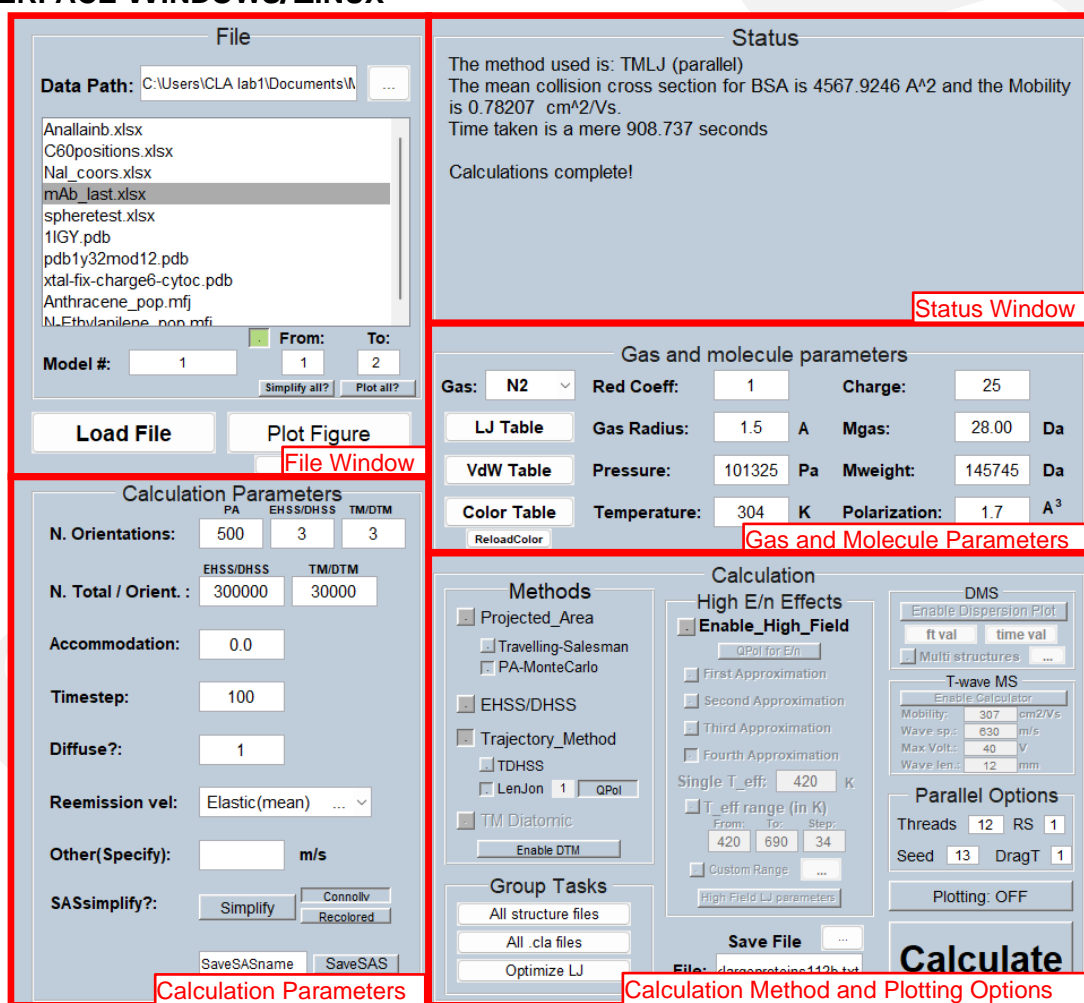 File
Data Path: C:\Users\CLA lab1\Documents\ ...
Anallainb.xlsx
C60positions.xlsx
NaI_coors.xlsx
mAb_last.xlsx
spheretest.xlsx
1IGY.pdb
pdb1y32mod12.pdb
xtal-fix-charge6-cytoc.pdb
Anthracene_pop.mfj
N-Ethylanilene_pop.mfj
. From: To:
Model #: 1 1 2
Simplify all? Plot all?
Load File Plot Figure
File Window
Status
The method used is: TMLJ (parallel)
The mean collision cross section for BSA is 4567.9246 A^2 and the Mobility
is 0.78207 cm^2/Vs.
Time taken is a mere 908.737 seconds
Calculations complete!
Status Window
Gas and molecule parameters
Gas: N2 Red Coeff: 1 Charge: 25
LJ Table Gas Radius: 1.5 A Mgas: 28.00 Da
VdW Table Pressure: 101325 Pa Mweight: 145745 Da
Color Table Temperature: 304 K Polarization: 1.7 A³
ReloadColor
Gas and Molecule Parameters
Calculation Parameters
PA EHSS/DHSS TM/DTM
N. Orientations: 500 3 3
EHSS/DHSS TM/DTM
N. Total / Orient. : 300000 30000
Accommodation: 0.0
Timestep: 100
Diffuse?: 1
Reemission vel: Elastic(mean) ...
Other(Specify): m/s
SASsimplify?: Simplify Connolly
Recolored
SaveSASname SaveSAS
Calculation Parameters
Calculation
Methods
. Projected_Area
. Travelling-Salesman
. PA-MonteCarlo
. EHSS/DHSS
. Trajectory_Method
. TDHSS
. LenJon 1 QPol
. TM Diatomic
Enable DTM
Group Tasks
All structure files
All .cla files
Optimize LJ
High E/n Effects
. Enable_High_Field
QPol for E/n
. First Approximation
. Second Approximation
. Third Approximation
. Fourth Approximation
Single T_eff: 420 K
. T_eff range (in K)
From: To: Step:
420 690 34
. Custom Range ...
High Field LJ parameters
Save File ...
File: largeproteins112b.txt
DMS
Enable Dispersion Plot
ft val time val
. Multi structures ...
T-wave MS
Enable Calculator
Mobility: 307 cm2/Vs
Wave sp.: 630 m/s
Max Volt.: 40 V
Wave len.: 12 mm
Parallel Options
Threads 12 RS 1
Seed 13 DragT 1
Plotting: OFF
Calculate
Calculation Method and Plotting Options